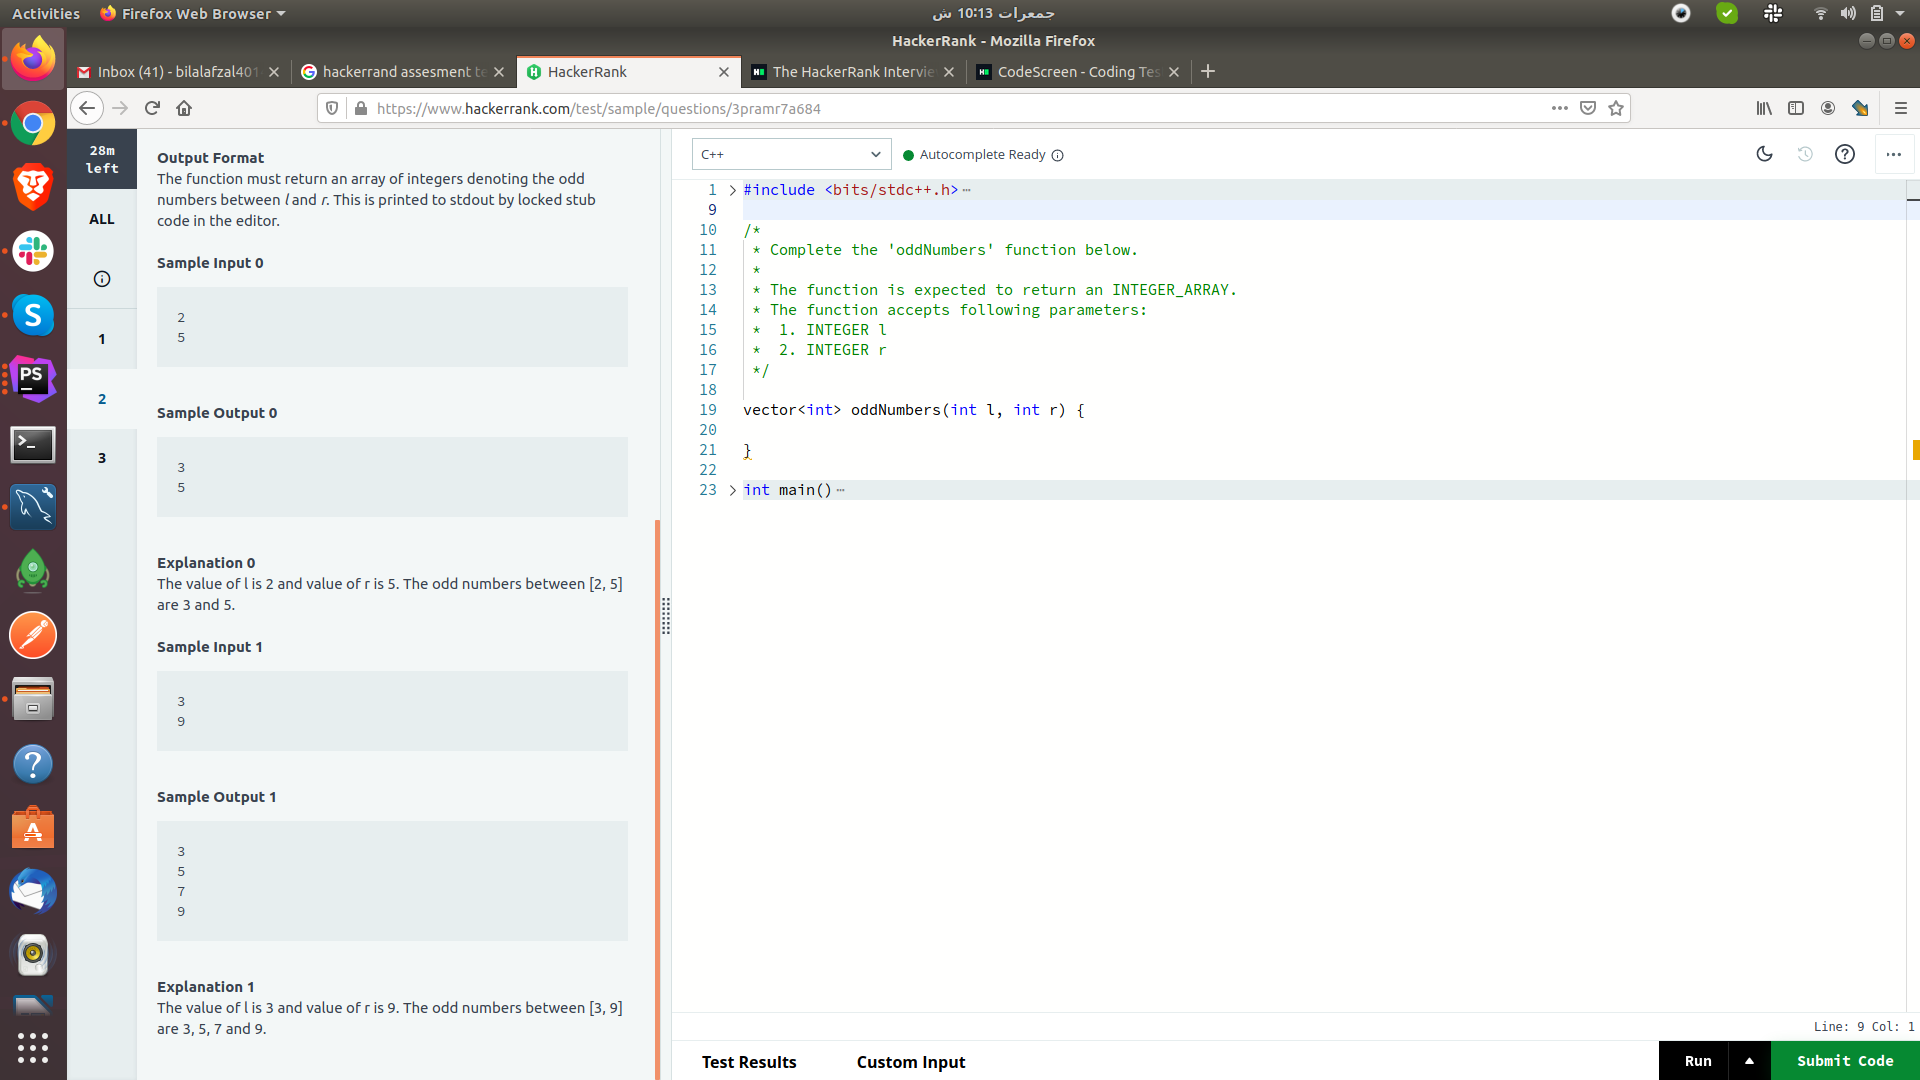 Activities
Firefox Web Browser
جمعرات 10:13 ش
HackerRank - Mozilla Firefox
Inbox (41) - bilalafzal401
hackerrand assesment te
HackerRank
The HackerRank Intervie
CodeScreen - Coding Tes
https://www.hackerrank.com/test/sample/questions/3pramr7a684
28m
left
ALL
1
2
3
Output Format
The function must return an array of integers denoting the odd
numbers between l and r. This is printed to stdout by locked stub
code in the editor.
Sample Input 0
2
5
Sample Output 0
3
5
Explanation 0
The value of l is 2 and value of r is 5. The odd numbers between [2, 5]
are 3 and 5.
Sample Input 1
3
9
Sample Output 1
3
5
7
9
Explanation 1
The value of l is 3 and value of r is 9. The odd numbers between [3, 9]
are 3, 5, 7 and 9.
C++
Autocomplete Ready
1 #include <bits/stdc++.h>
9
10 /*
11 * Complete the 'oddNumbers' function below.
12 *
13 * The function is expected to return an INTEGER_ARRAY.
14 * The function accepts following parameters:
15 * 1. INTEGER l
16 * 2. INTEGER r
17 */
18
19 vector<int> oddNumbers(int l, int r) {
20
21 }
22
23 int main()
Line: 9 Col: 1
Test Results
Custom Input
Run
Submit Code
PS